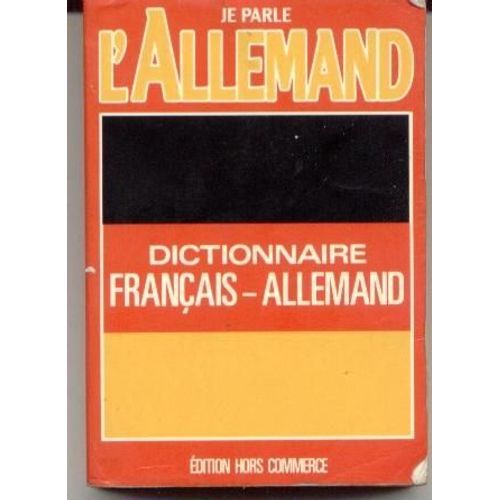 JE PARLE
L'ALLEMAND
DICTIONNAIRE
FRANÇAIS - ALLEMAND
ÉDITION HORS COMMERCE